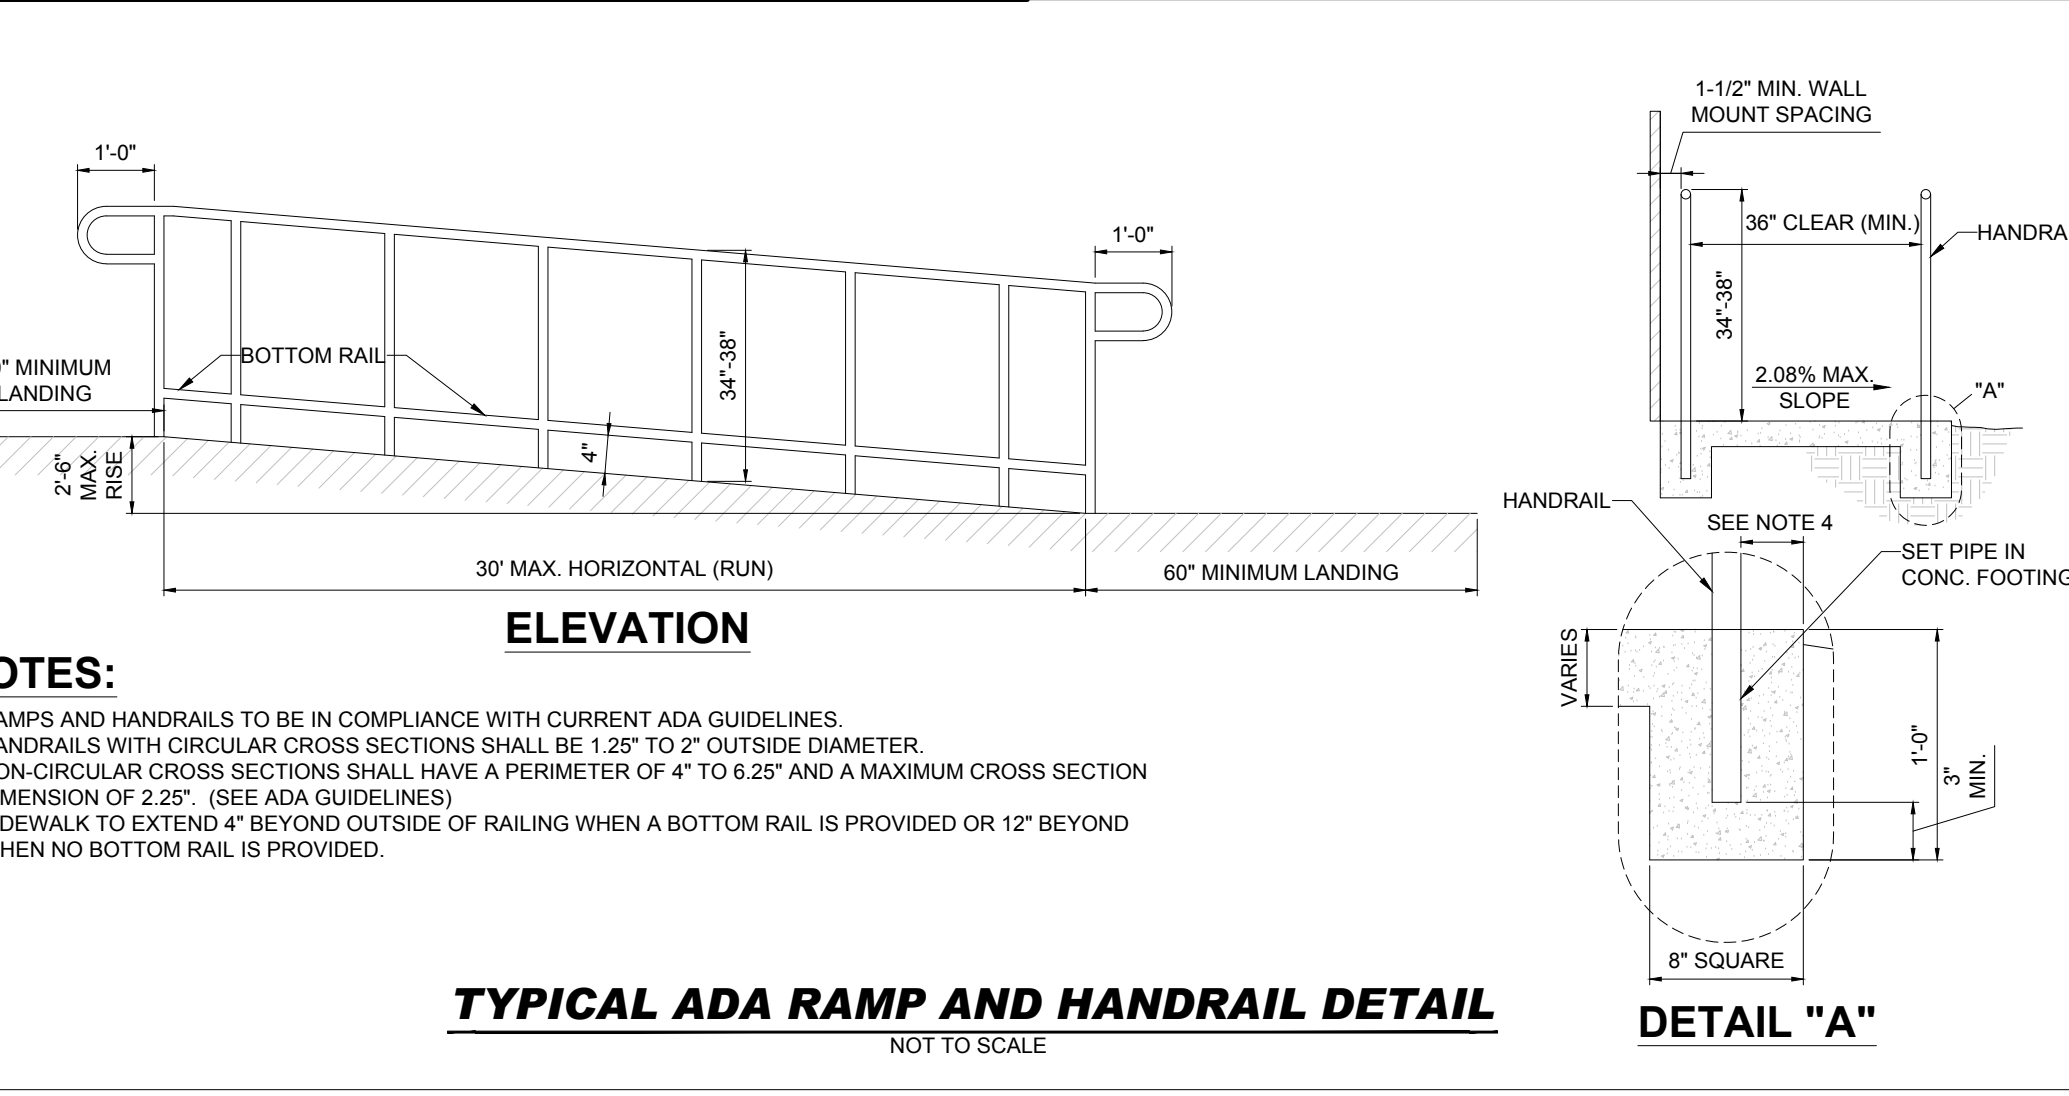 1'-0"
1'-0"
BOTTOM RAIL
34"-38"
4"
" MINIMUM
LANDING
2'-6"
MAX.
RISE
30' MAX. HORIZONTAL (RUN)
60" MINIMUM LANDING
ELEVATION
OTES:
AMPS AND HANDRAILS TO BE IN COMPLIANCE WITH CURRENT ADA GUIDELINES.
ANDRAILS WITH CIRCULAR CROSS SECTIONS SHALL BE 1.25" TO 2" OUTSIDE DIAMETER.
ON-CIRCULAR CROSS SECTIONS SHALL HAVE A PERIMETER OF 4" TO 6.25" AND A MAXIMUM CROSS SECTION
MENSION OF 2.25". (SEE ADA GUIDELINES)
DEWALK TO EXTEND 4" BEYOND OUTSIDE OF RAILING WHEN A BOTTOM RAIL IS PROVIDED OR 12" BEYOND
HEN NO BOTTOM RAIL IS PROVIDED.
1-1/2" MIN. WALL
MOUNT SPACING
36" CLEAR (MIN.)
HANDRA
34"-38"
2.08% MAX.
SLOPE
"A"
HANDRAIL
SEE NOTE 4
SET PIPE IN
CONC. FOOTING
VARIES
1'-0"
3"
MIN.
8" SQUARE
DETAIL "A"
TYPICAL ADA RAMP AND HANDRAIL DETAIL
NOT TO SCALE